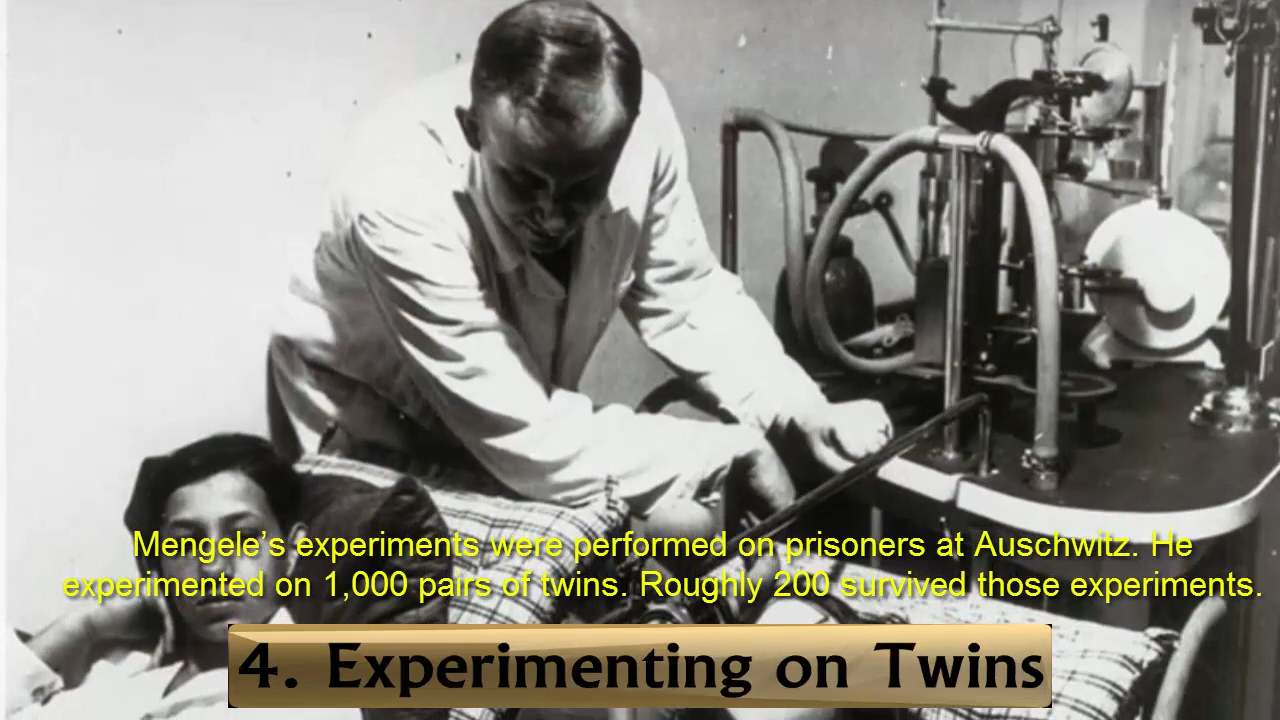 Mengele’s experiments were performed on prisoners at Auschwitz. He
experimented on 1,000 pairs of twins. Roughly 200 survived those experiments.
4. Experimenting on Twins